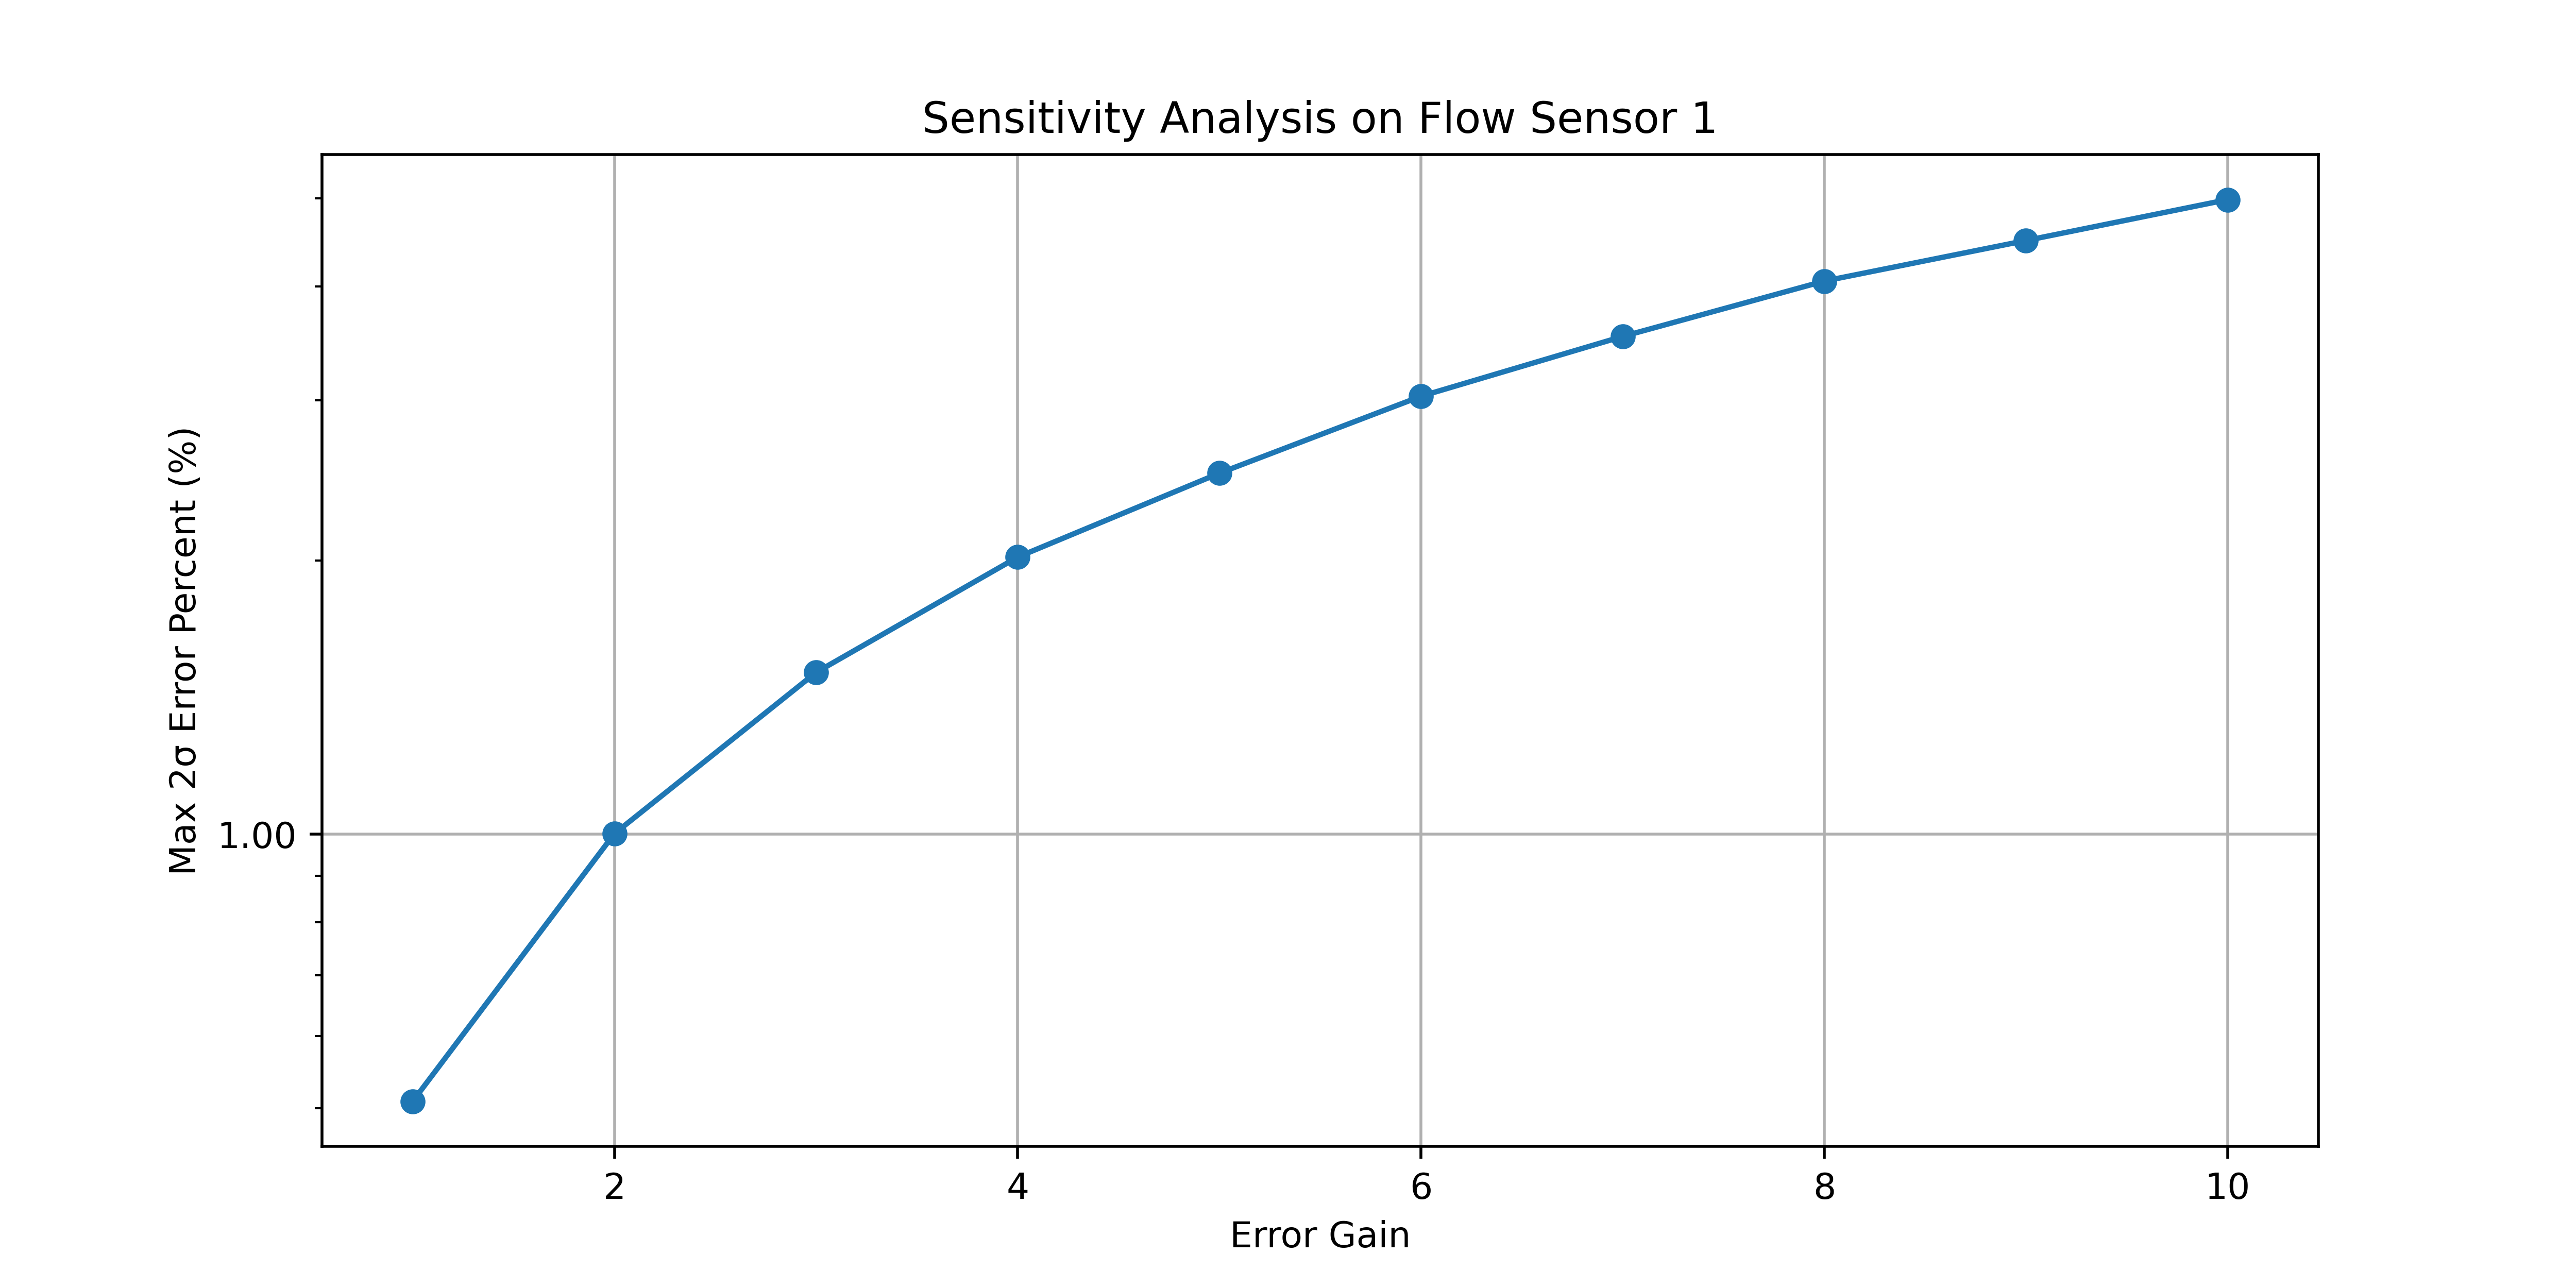 Sensitivity Analysis on Flow Sensor 1
Max 2σ Error Percent (%)
1.00
2 4 6 8 10
Error Gain